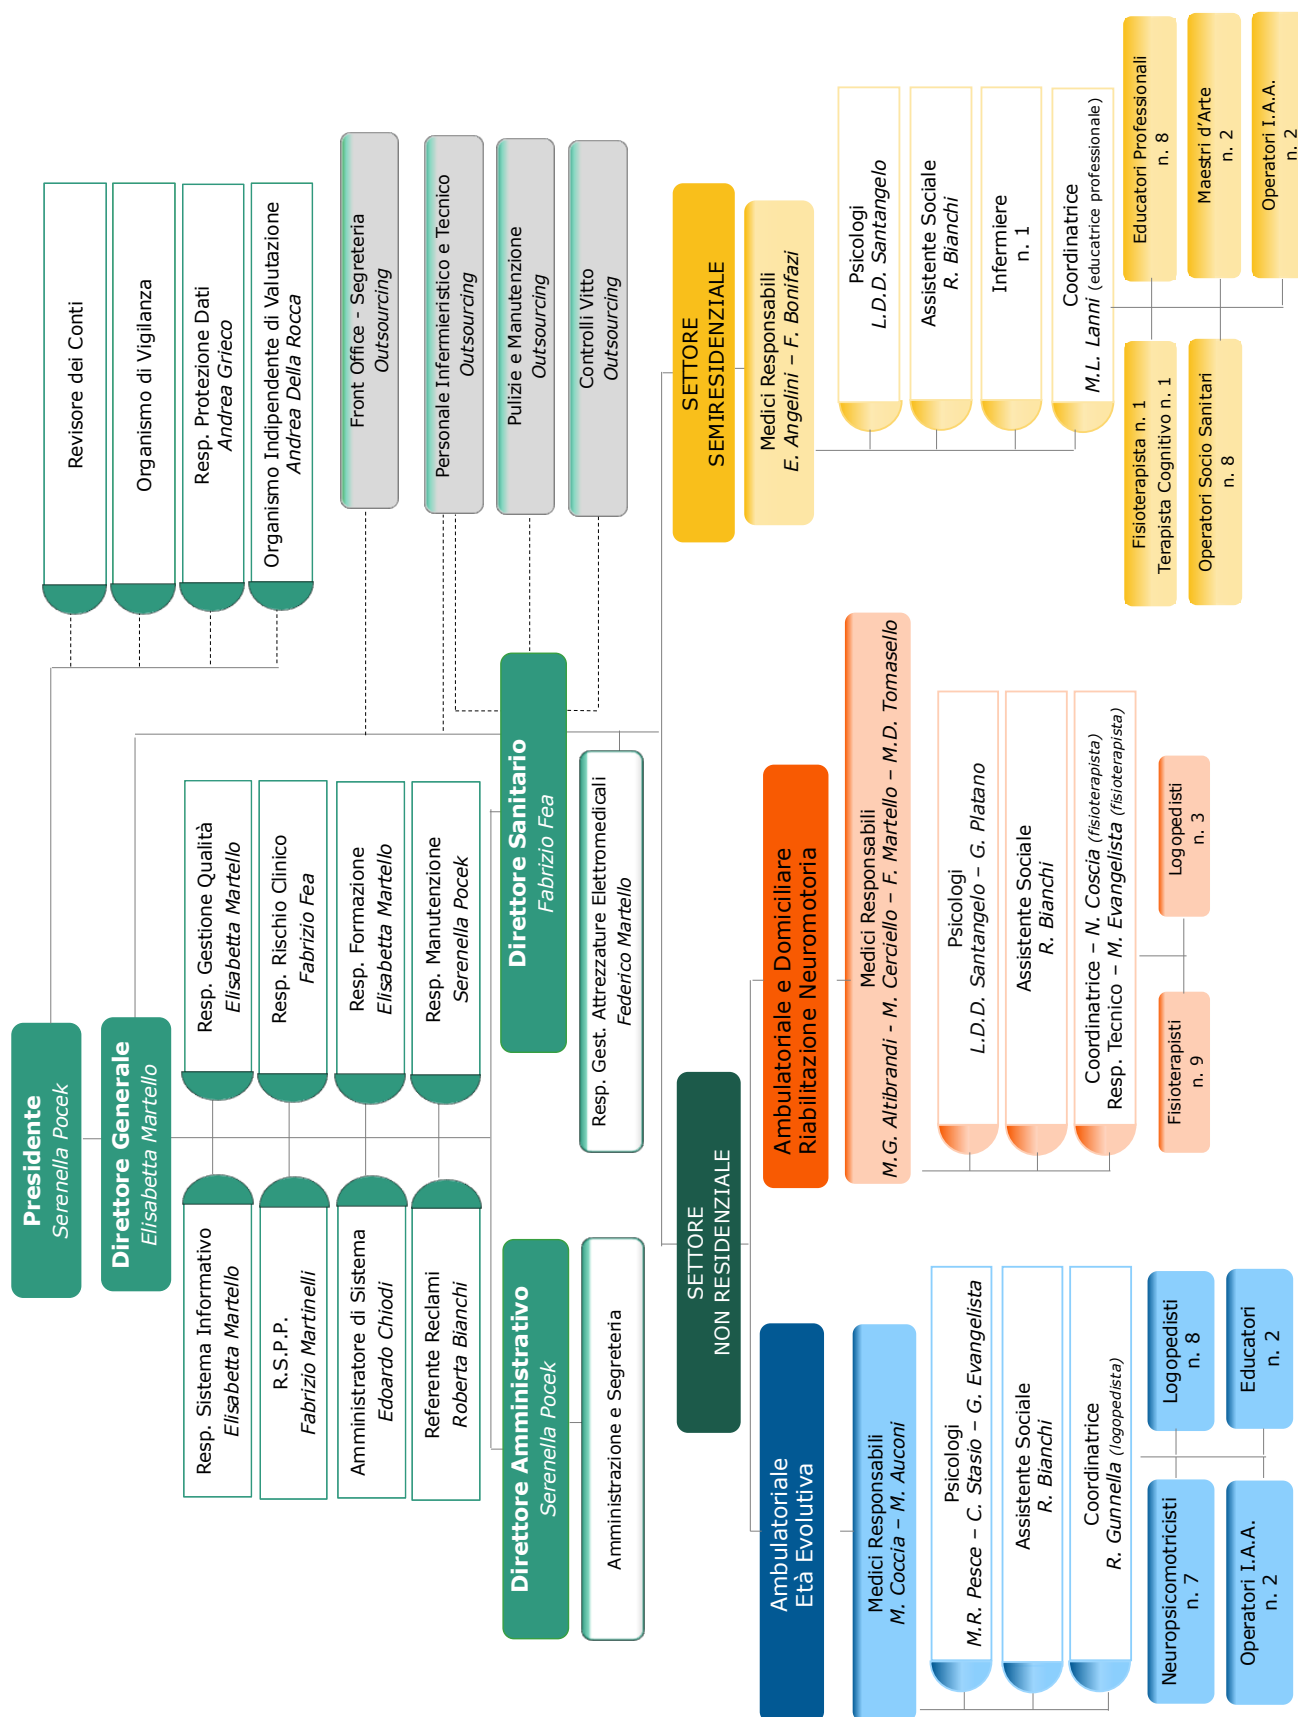 Presidente
Serenella Pocek
Direttore Generale
Elisabetta Martello
Revisore dei Conti
Organismo di Vigilanza
Resp. Protezione Dati
Andrea Grieco
Organismo Indipendente di Valutazione
Andrea Della Rocca
Resp. Sistema Informativo
Elisabetta Martello
R.S.P.P.
Fabrizio Martinelli
Amministratore di Sistema
Edoardo Chiodi
Referente Reclami
Roberta Bianchi
Resp. Gestione Qualità
Elisabetta Martello
Resp. Rischio Clinico
Fabrizio Fea
Resp. Formazione
Elisabetta Martello
Resp. Manutenzione
Serenella Pocek
Front Office - Segreteria
Outsourcing
Personale Infermieristico e Tecnico
Outsourcing
Pulizie e Manutenzione
Outsourcing
Controlli Vitto
Outsourcing
Direttore Amministrativo
Serenella Pocek
Amministrazione e Segreteria
Direttore Sanitario
Fabrizio Fea
Resp. Gest. Attrezzature Elettromedicali
Federico Martello
SETTORE
NON RESIDENZIALE
Ambulatoriale
Età Evolutiva
Medici Responsabili
M. Coccia – M. Auconi
Psicologi
M.R. Pesce – C. Stasio – G. Evangelista
Assistente Sociale
R. Bianchi
Coordinatrice
R. Gunnella (logopedista)
Neuropsicomotricisti
n. 7
Logopedisti
n. 8
Operatori I.A.A.
n. 2
Educatori
n. 2
Ambulatoriale e Domiciliare
Riabilitazione Neuromotoria
Medici Responsabili
M.G. Altibrandi - M. Cerciello – F. Martello – M.D. Tomasello
Psicologi
L.D.D. Santangelo – G. Platano
Assistente Sociale
R. Bianchi
Coordinatrice – N. Coscia (fisioterapista)
Resp. Tecnico – M. Evangelista (fisioterapista)
Fisioterapisti
n. 9
Logopedisti
n. 3
SETTORE
SEMIRESIDENZIALE
Medici Responsabili
E. Angelini – F. Bonifazi
Psicologi
L.D.D. Santangelo
Assistente Sociale
R. Bianchi
Infermiere
n. 1
Coordinatrice
M.L. Lanni (educatrice professionale)
Fisioterapista n. 1
Terapista Cognitivo n. 1
Educatori Professionali
n. 8
Operatori Socio Sanitari
n. 8
Maestri d'Arte
n. 2
Operatori I.A.A.
n. 2